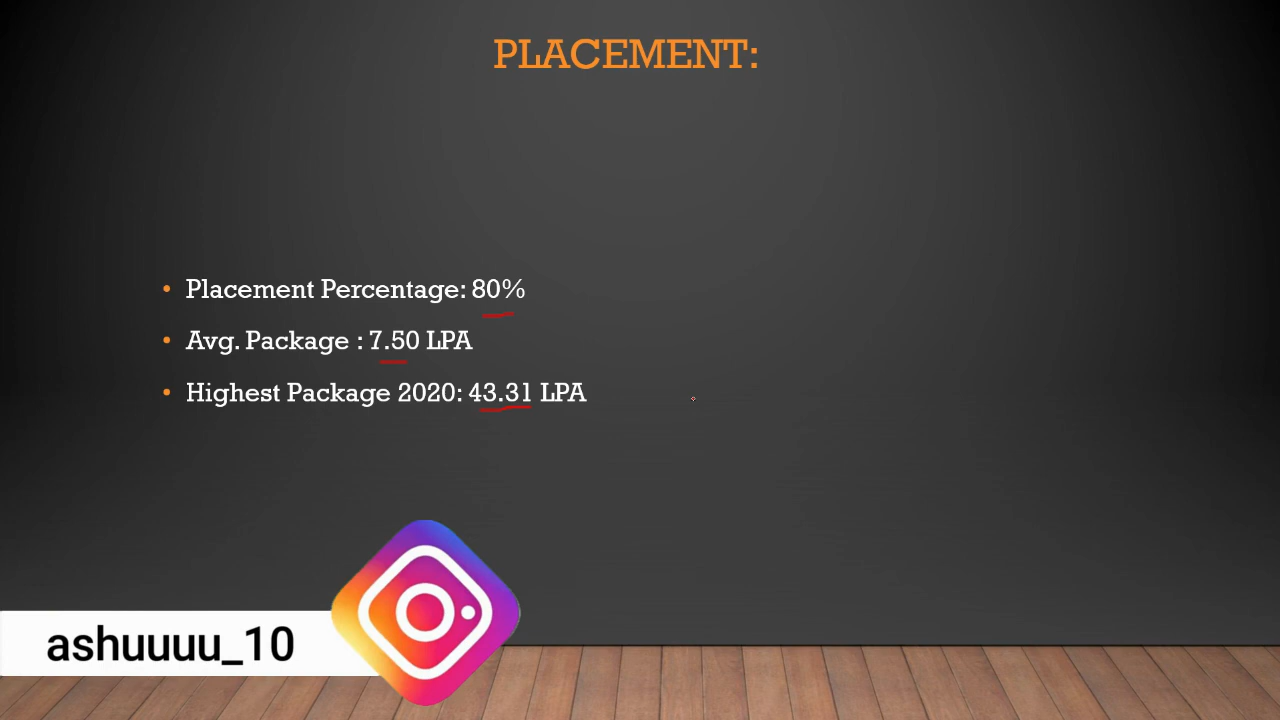 PLACEMENT:
• Placement Percentage: 80%
• Avg. Package : 7.50 LPA
• Highest Package 2020: 43.31 LPA
ashuuuu_10